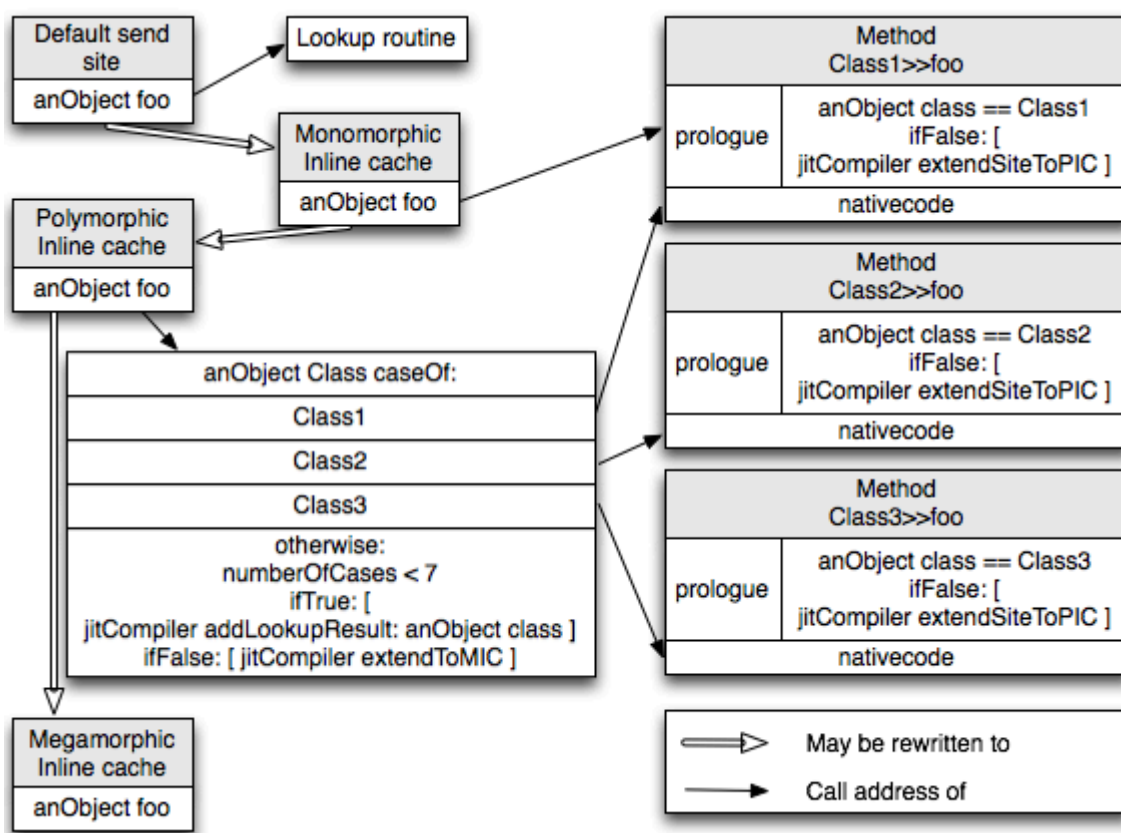 Default send
site
anObject foo
Lookup routine
Monomorphic
Inline cache
anObject foo
Polymorphic
Inline cache
anObject foo
anObject Class caseOf:
Class1
Class2
Class3
otherwise:
numberOfCases < 7
ifTrue: [
jitCompiler addLookupResult: anObject class ]
ifFalse: [ jitCompiler extendToMIC ]
Megamorphic
Inline cache
anObject foo
Method
Class1>>foo
prologue
anObject class == Class1
ifFalse: [
jitCompiler extendSiteToPIC ]
nativecode
Method
Class2>>foo
prologue
anObject class == Class2
ifFalse: [
jitCompiler extendSiteToPIC ]
nativecode
Method
Class3>>foo
prologue
anObject class == Class3
ifFalse: [
jitCompiler extendSiteToPIC ]
nativecode
May be rewritten to
Call address of